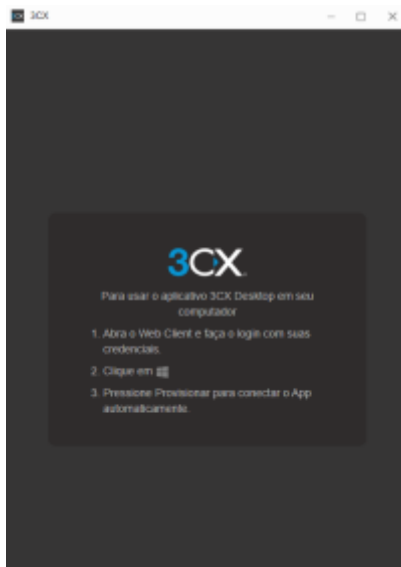 3CX
3CX
Para usar o aplicativo 3CX Desktop em seu
computador
1. Abra o Web Client e faça o login com suas
credenciais.
2. Clique em
3. Pressione Provisionar para conectar o App
automaticamente.